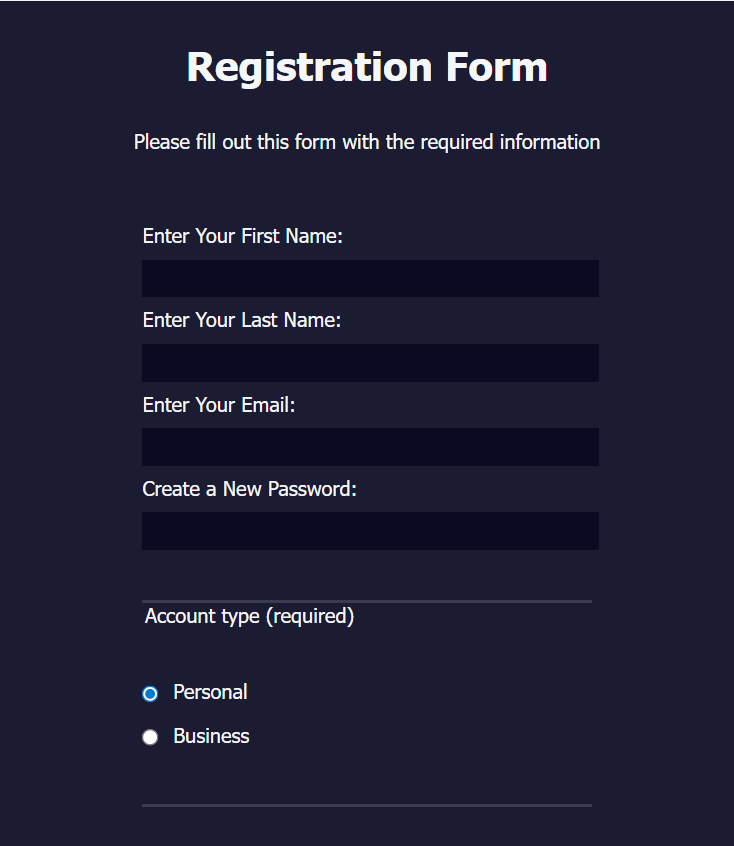 Registration Form
Please fill out this form with the required information
Enter Your First Name:
Enter Your Last Name:
Enter Your Email:
Create a New Password:
Account type (required)
Personal
Business